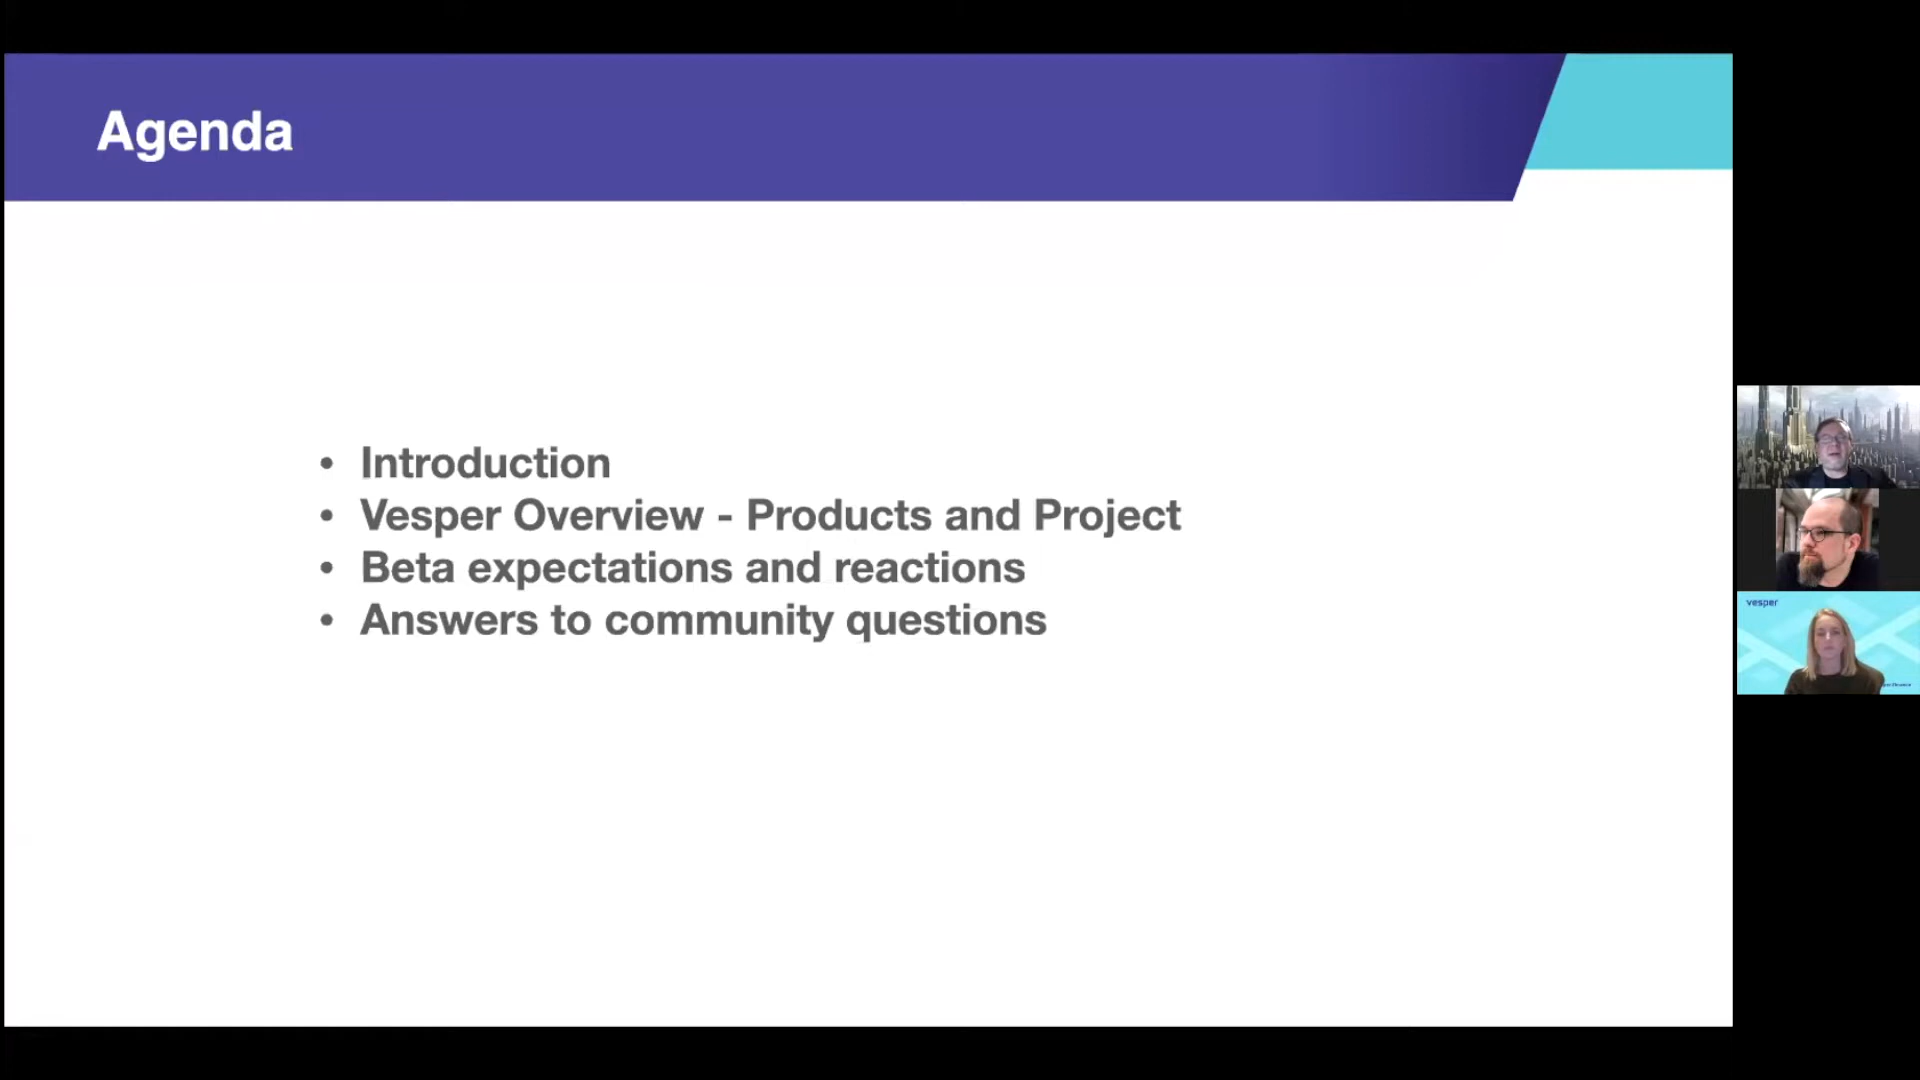 Agenda
• Introduction
• Vesper Overview - Products and Project
• Beta expectations and reactions
• Answers to community questions
vesper